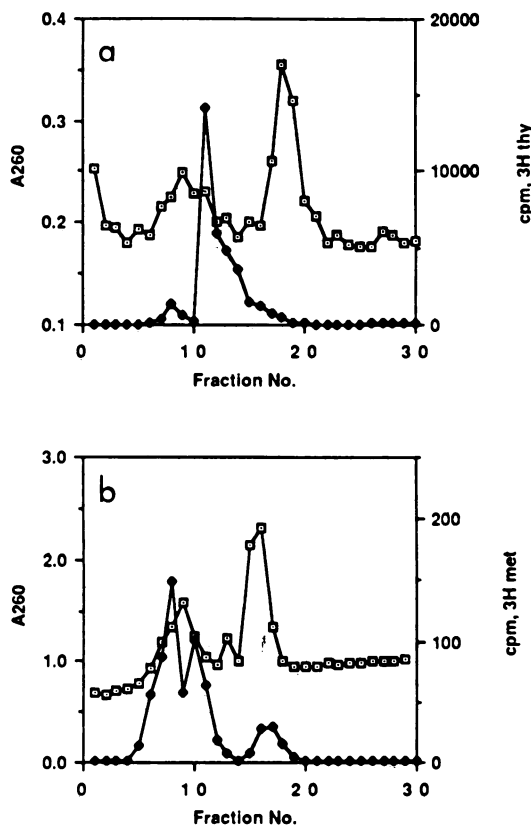 a
0.4
0.3
0.2
0.1
A260
20000
10000
0
cpm, 3H thy
0 10 20 30
Fraction No.
b
3.0
2.0
1.0
0.0
A260
200
100
0
cpm, 3H met
0 10 20 30
Fraction No.